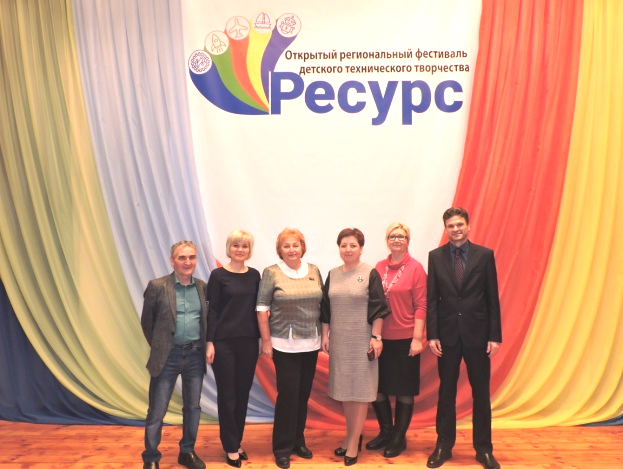 Открытый региональный фестиваль
детского технического творчества
Ресурс